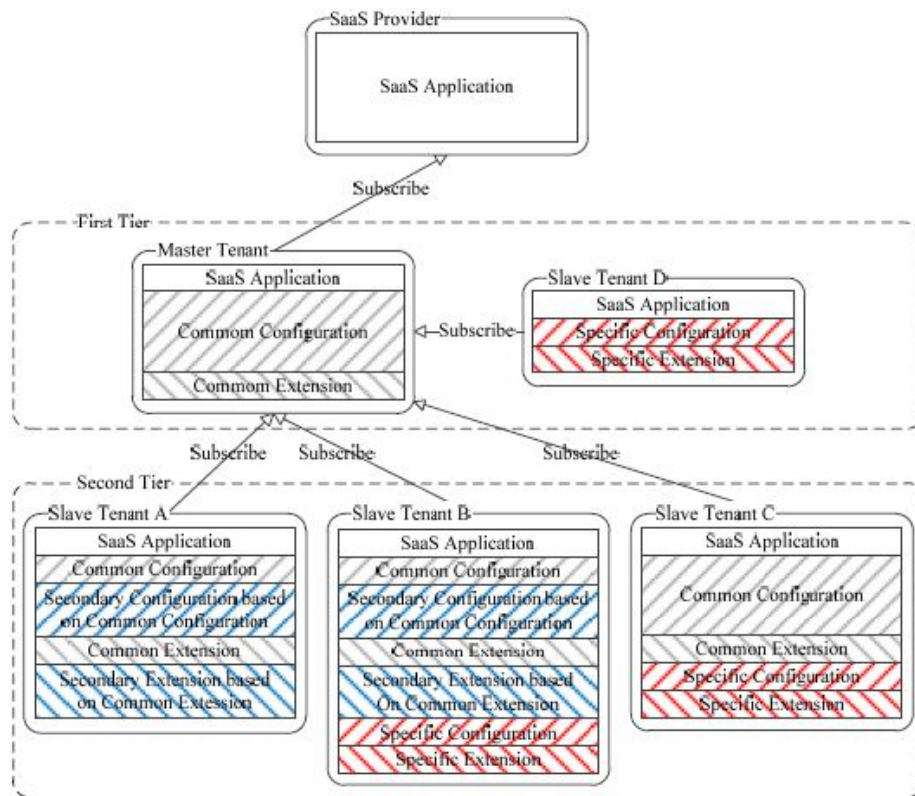 SaaS Provider
SaaS Application
Subscribe
First Tier
Master Tenant
SaaS Application
Commom Configuration
Commom Extension
Subscribe
Slave Tenant D
SaaS Application
Specific Configuration
Specific Extension
Subscribe
Subscribe
Subscribe
Second Tier
Slave Tenant A
SaaS Application
Common Configuration
Secondary Configuration based
on Common Configuration
Common Extension
Secondary Extension based
on Common Extession
Slave Tenant B
SaaS Application
Common Configuration
Secondary Configuration based
on Common Configuration
Common Extension
Secondary Extension based
On Common Extension
Specific Configuration
Specific Extension
Slave Tenant C
SaaS Application
Common Configuration
Common Extension
Specific Configuration
Specific Extension